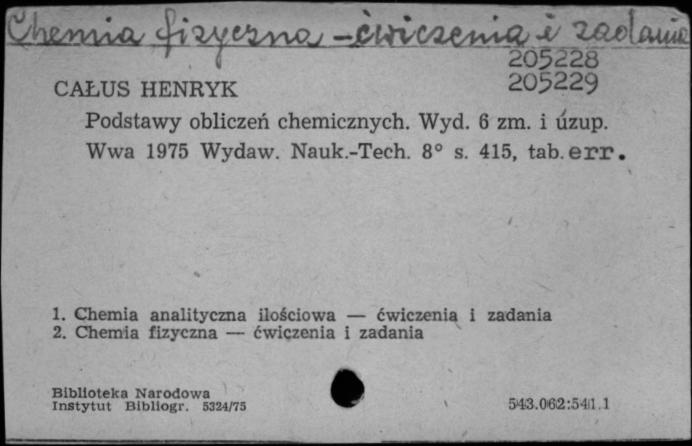 Chemia fizyczna – ćwiczenia i zadania
205228
205229
CAŁUS HENRYK
Podstawy obliczeń chemicznych. Wyd. 6 zm. i uzup.
Wwa 1975 Wydaw. Nauk.-Tech. 8° s. 415, tab. err.
1. Chemia analityczna ilościowa — ćwiczenia i zadania
2. Chemia fizyczna — ćwiczenia i zadania
Biblioteka Narodowa
Instytut Bibliogr. 5324/75
543.062:541.1